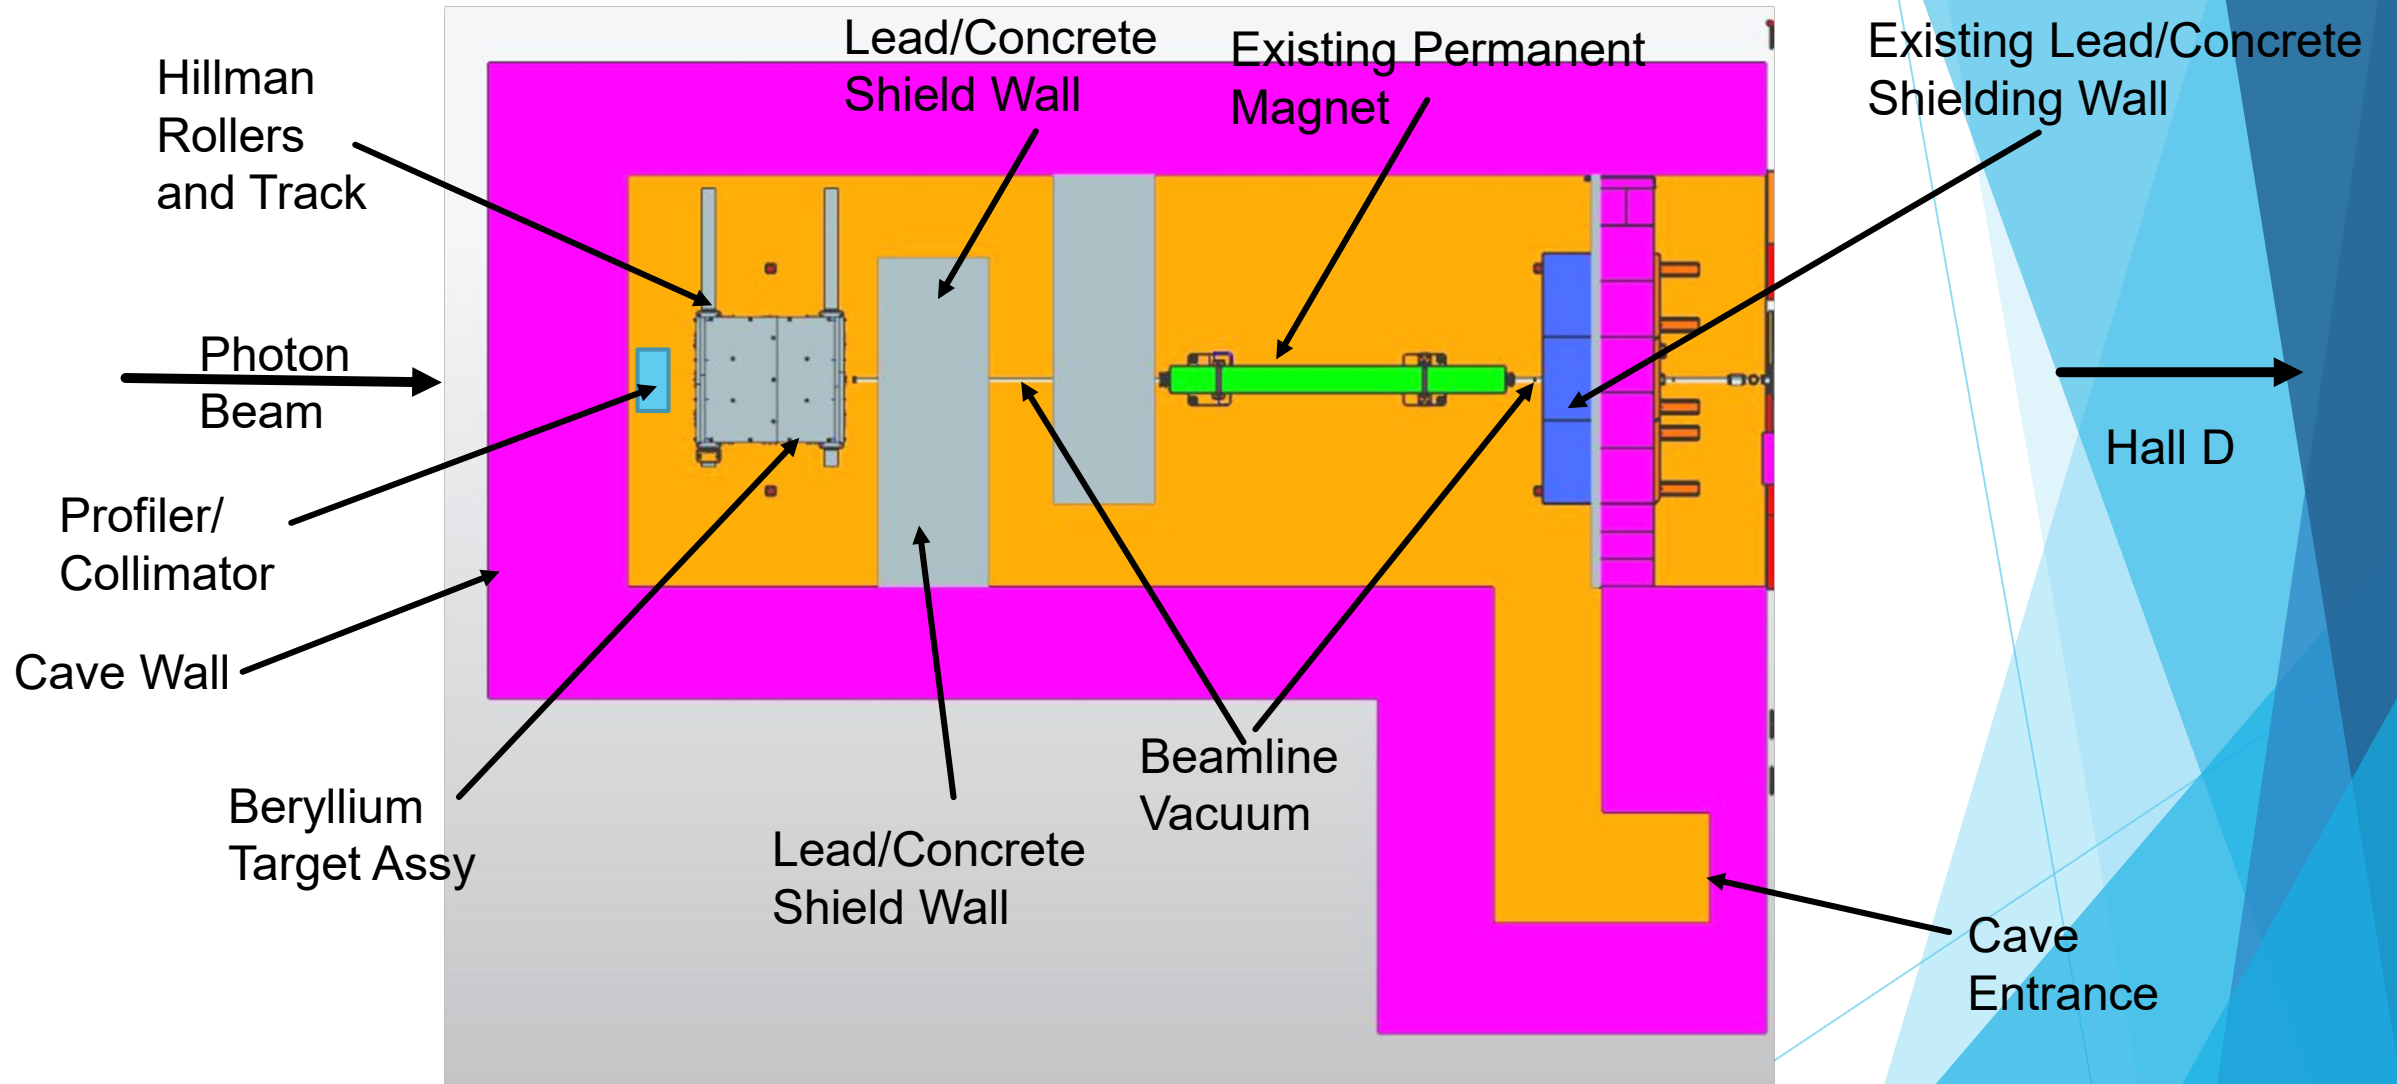 Hillman
Rollers
and Track
Lead/Concrete
Shield Wall
Existing Permanent
Magnet
Existing Lead/Concrete
Shielding Wall
Photon
Beam
Hall D
Profiler/
Collimator
Cave Wall
Beryllium
Target Assy
Lead/Concrete
Shield Wall
Beamline
Vacuum
Cave
Entrance